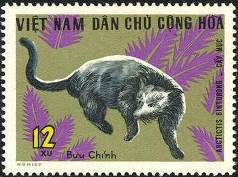 VIỆT NAM DÂN CHỦ CỘNG HÒA
ARCTICTIS BINTURONG - CẦY MỰC
12
XU
Bưu Chính